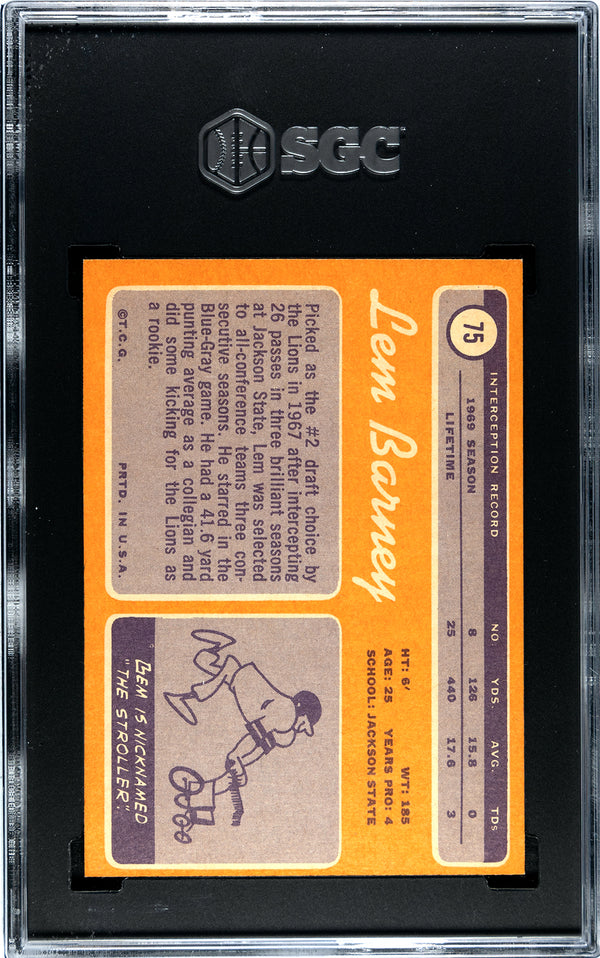 SGC
75
INTERCEPTION RECORD NO. YDS. AVG. TDs
1969 SEASON 8 126 15.8 0
LIFETIME 25 440 17.6 3
Lem Barney
HT: 6' WT: 185
AGE: 25 YEARS PRO: 4
SCHOOL: JACKSON STATE
Picked as the #2 draft choice by
the Lions in 1967 after intercepting
26 passes in three brilliant seasons
at Jackson State, Lem was selected
to all-conference teams three con-
secutive seasons. He starred in the
Blue-Gray game. He had a 41.6 yard
punting average as a collegian and
did some kicking for the Lions as
a rookie.
©T.C.G. PRTD. IN U.S.A.
BEM IS NICKNAMED
"THE STROLLER".